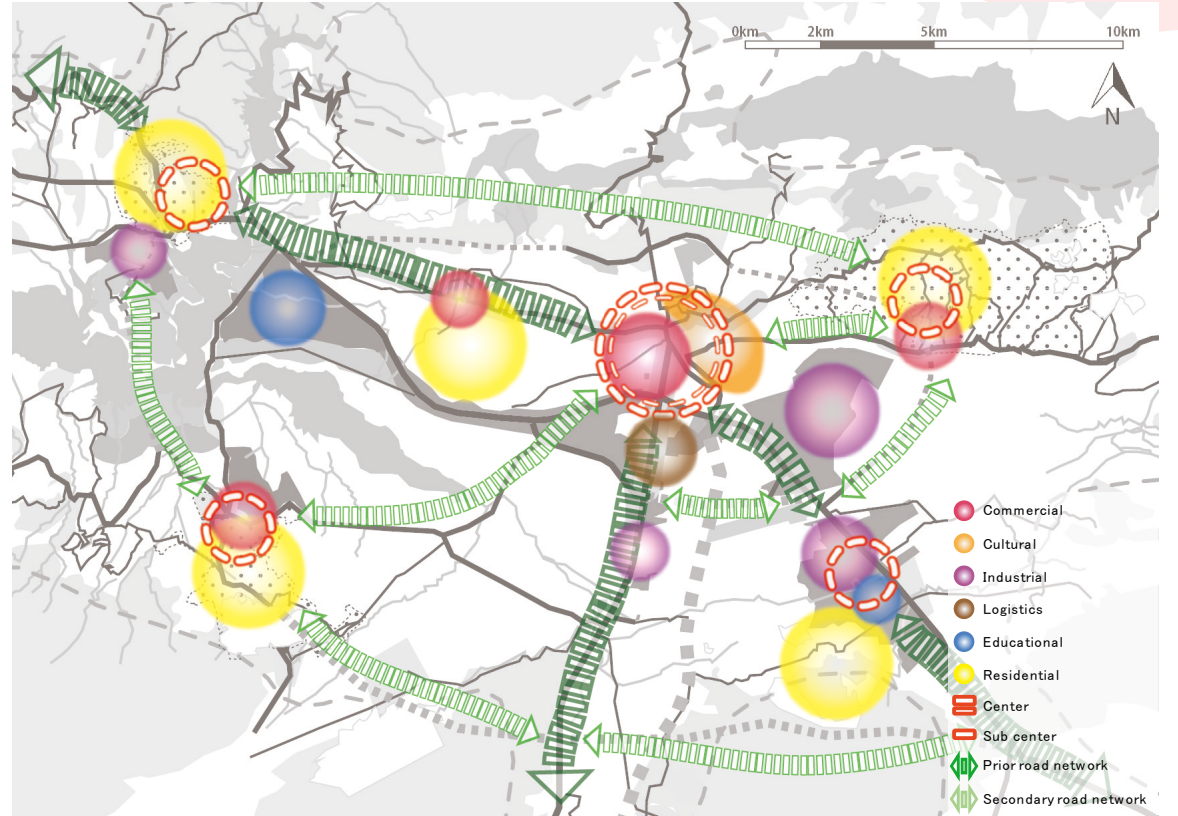 0km 2km 5km 10km
N
Commercial
Cultural
Industrial
Logistics
Educational
Residential
Center
Sub center
Prior road network
Secondary road network